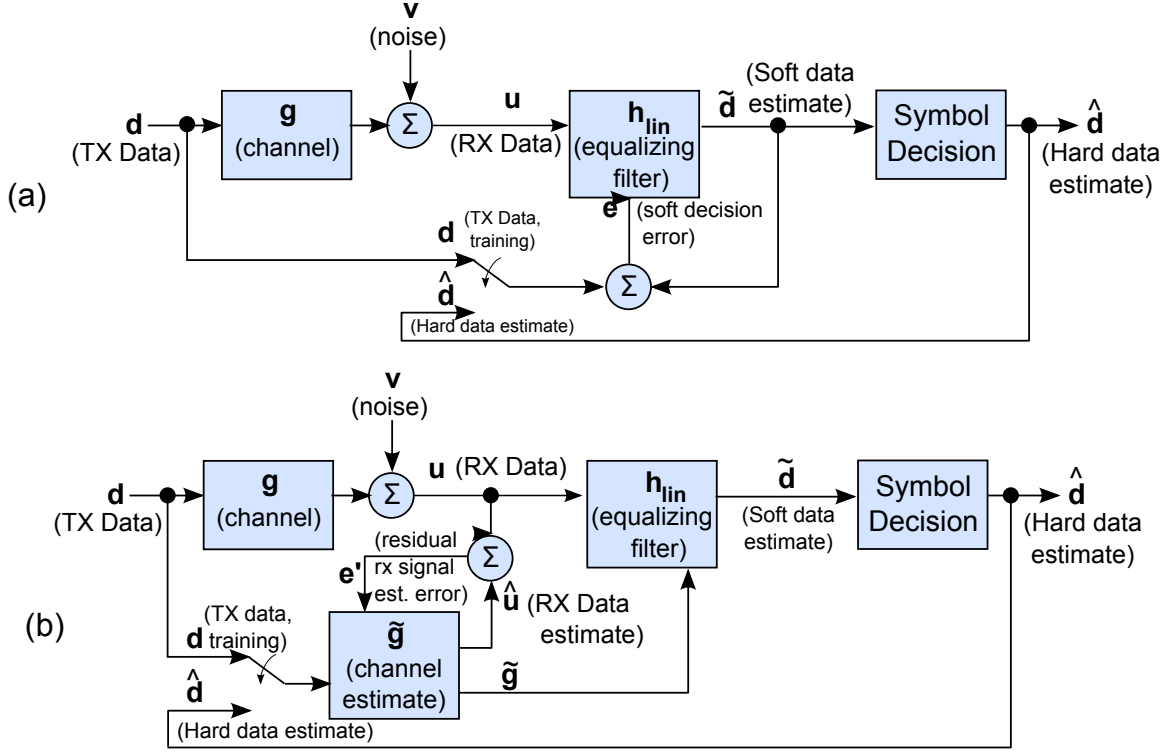 v
(noise)
d
(TX Data)
g
(channel)
Σ
u
(RX Data)
h_lin
(equalizing
filter)
d̃
(Soft data
estimate)
Symbol
Decision
d̂
(Hard data
estimate)
(a)
e
(soft decision
error)
d
(TX Data,
training)
Σ
d̂
(Hard data estimate)
v
(noise)
d
(TX Data)
g
(channel)
Σ
u (RX Data)
h_lin
(equalizing
filter)
d̃
(Soft data
estimate)
Symbol
Decision
d̂
(Hard data
estimate)
(residual
rx signal
est. error)
e'
Σ
û (RX Data
estimate)
(b)
d
(TX data,
training)
g̃
(channel
estimate)
g̃
d̂
(Hard data estimate)